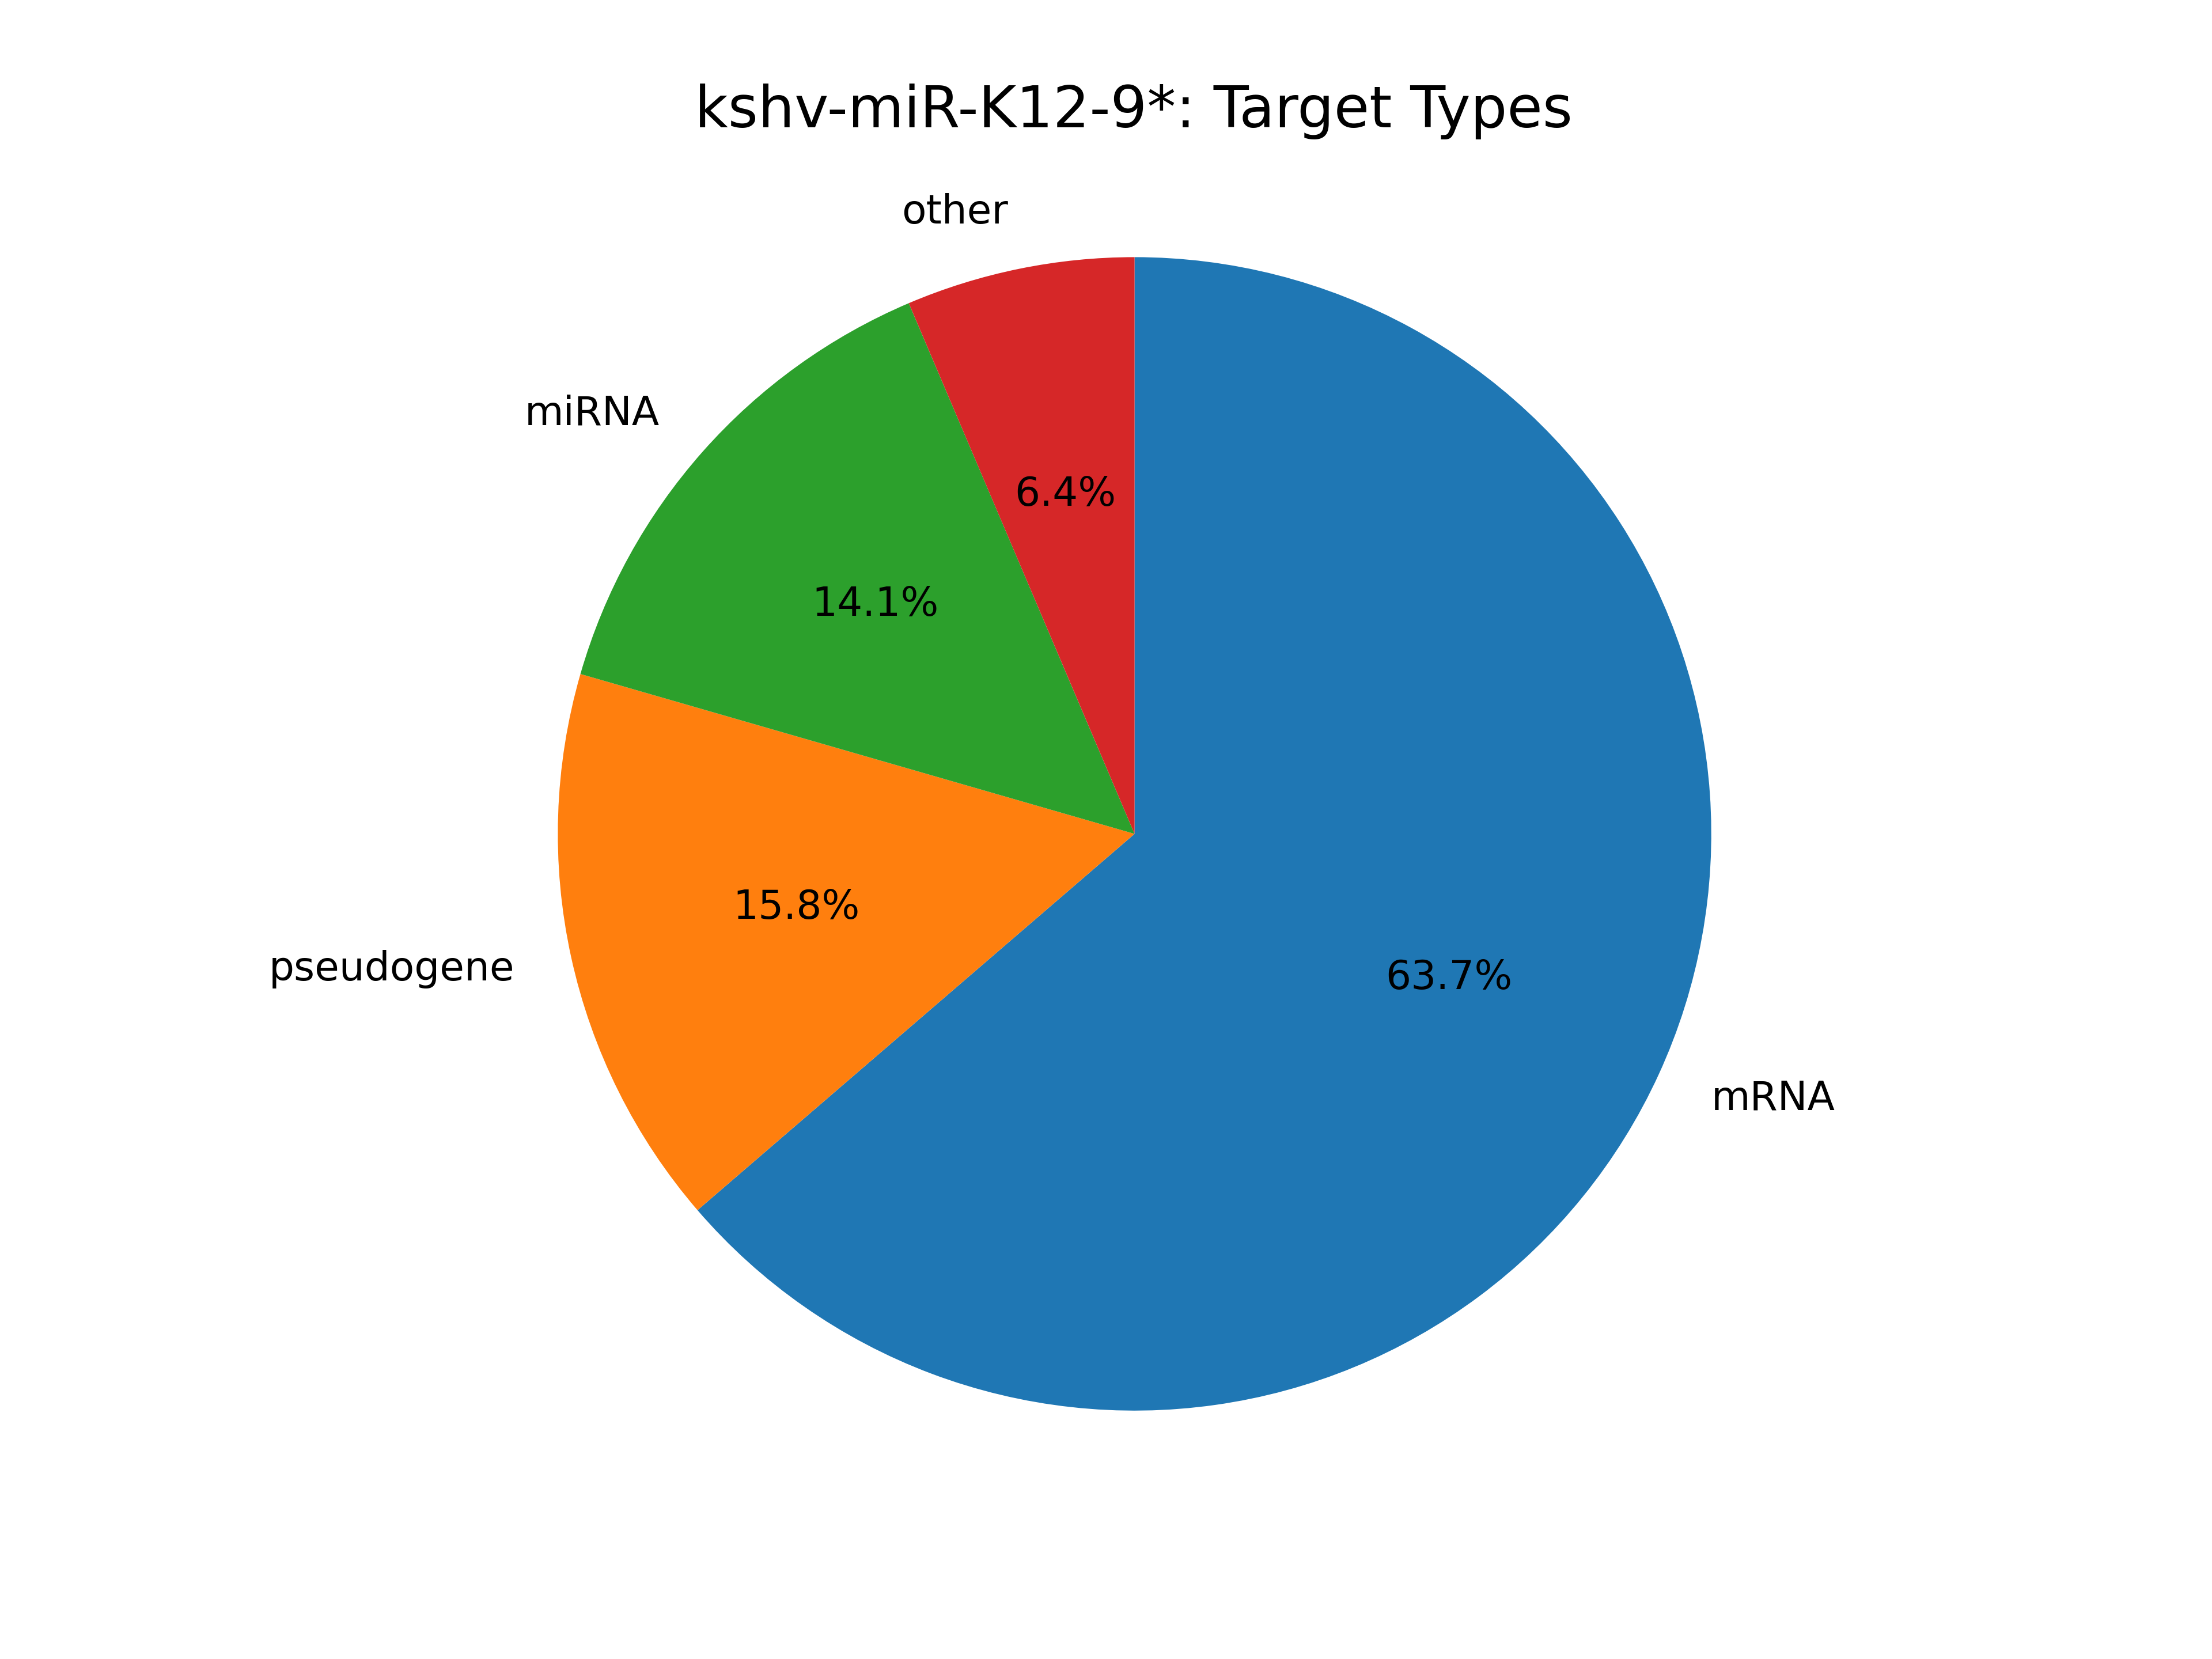 kshv-miR-K12-9*: Target Types
other
miRNA
6.4%
14.1%
15.8%
pseudogene
63.7%
mRNA